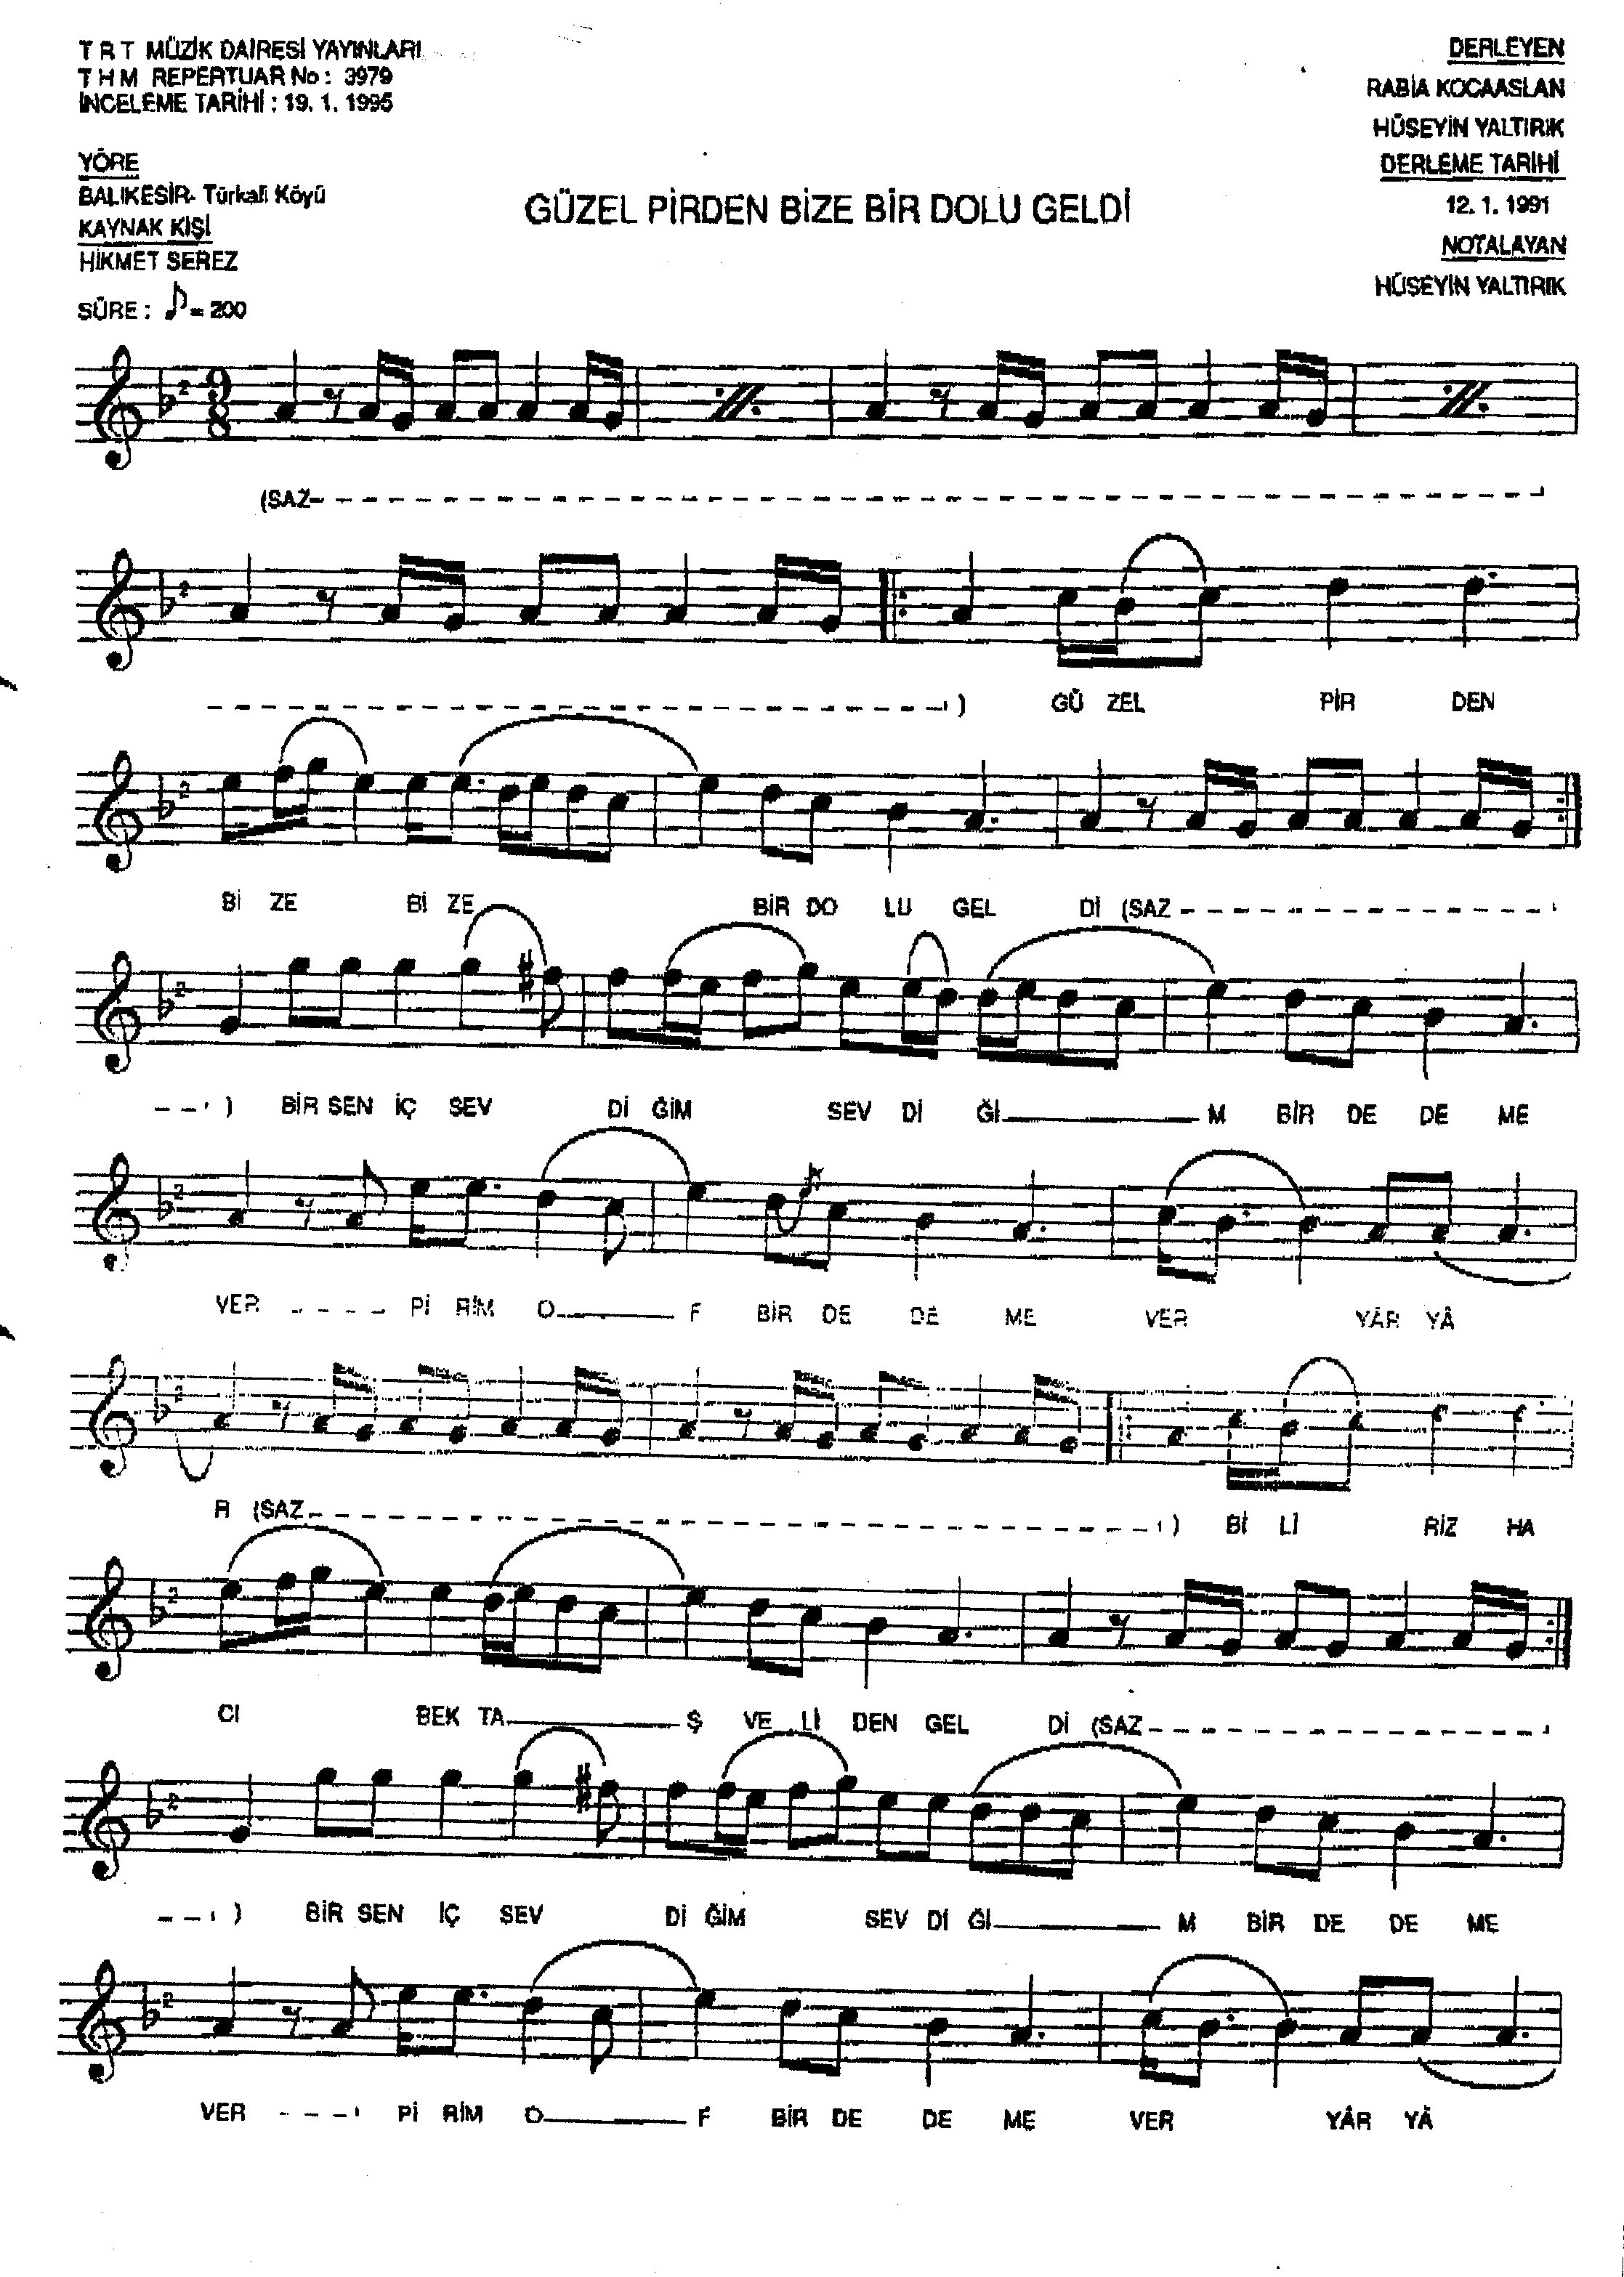 T R T MÜZİK DAİRESİ YAYINLARI
T H M REPERTUAR No : 3979
İNCELEME TARİHİ : 19. 1. 1995
DERLEYEN
RABİA KOCAASLAN
HÜSEYİN YALTIRIK
DERLEME TARİHİ
12. 1. 1991
NOTALAYAN
HÜSEYİN YALTIRIK
YÖRE
BALIKESİR- Türkali Köyü
KAYNAK KİŞİ
HİKMET SEREZ
SÜRE : ♪ = 200
GÜZEL PİRDEN BİZE BİR DOLU GELDİ
(SAZ
) GÜ ZEL PİR DEN
Bİ ZE Bİ ZE BİR DO LU GEL Dİ (SAZ
) BİR SEN İÇ SEV Dİ ĞİM SEV Dİ Ğİ M BİR DE DE ME
VER Pİ RİM O F BİR DE DE ME VER YÂR YÂ
R (SAZ ) Bİ Lİ RİZ HA
CI BEK TA Ş VE Lİ DEN GEL Dİ (SAZ
) BİR SEN İÇ SEV Dİ ĞİM SEV Dİ Ğİ M BİR DE DE ME
VER Pİ RİM O F BİR DE DE ME VER YÂR YÂ